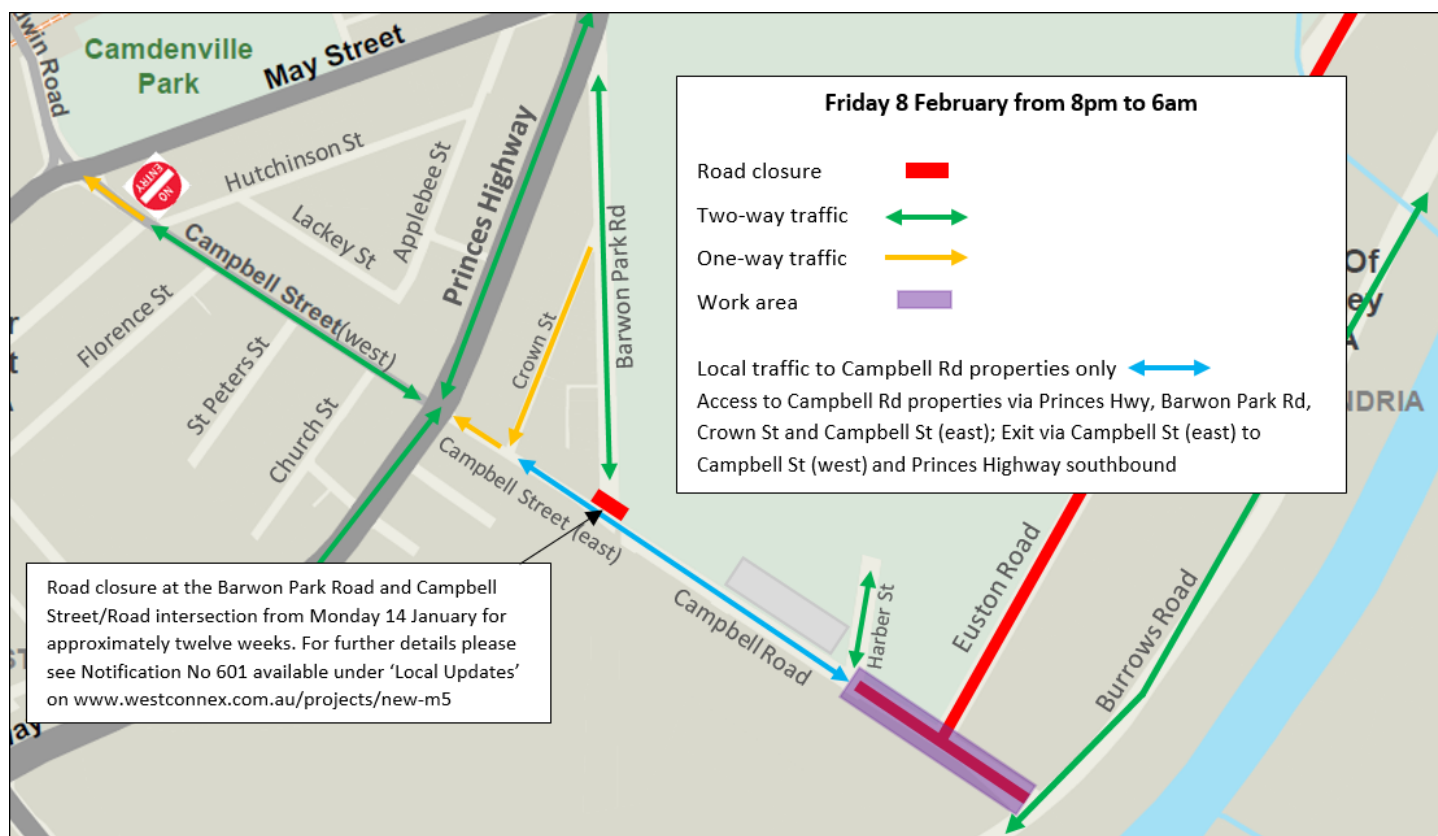 Camdenville
Park
May Street
dwin Road
NO
ENTRY
Hutchinson St
Lackey St
Applebee St
Princes Highway
Barwon Park Rd
Crown St
Campbell Street(west)
Florence St
St Peters St
Church St
Campbell Street (east)
Campbell Road
Harber St
Euston Road
Burrows Road
Of
ey
A
NDRIA
r
t
ay
Friday 8 February from 8pm to 6am
Road closure
Two-way traffic
One-way traffic
Work area
Local traffic to Campbell Rd properties only
Access to Campbell Rd properties via Princes Hwy, Barwon Park Rd,
Crown St and Campbell St (east); Exit via Campbell St (east) to
Campbell St (west) and Princes Highway southbound
Road closure at the Barwon Park Road and Campbell
Street/Road intersection from Monday 14 January for
approximately twelve weeks. For further details please
see Notification No 601 available under ‘Local Updates’
on www.westconnex.com.au/projects/new-m5